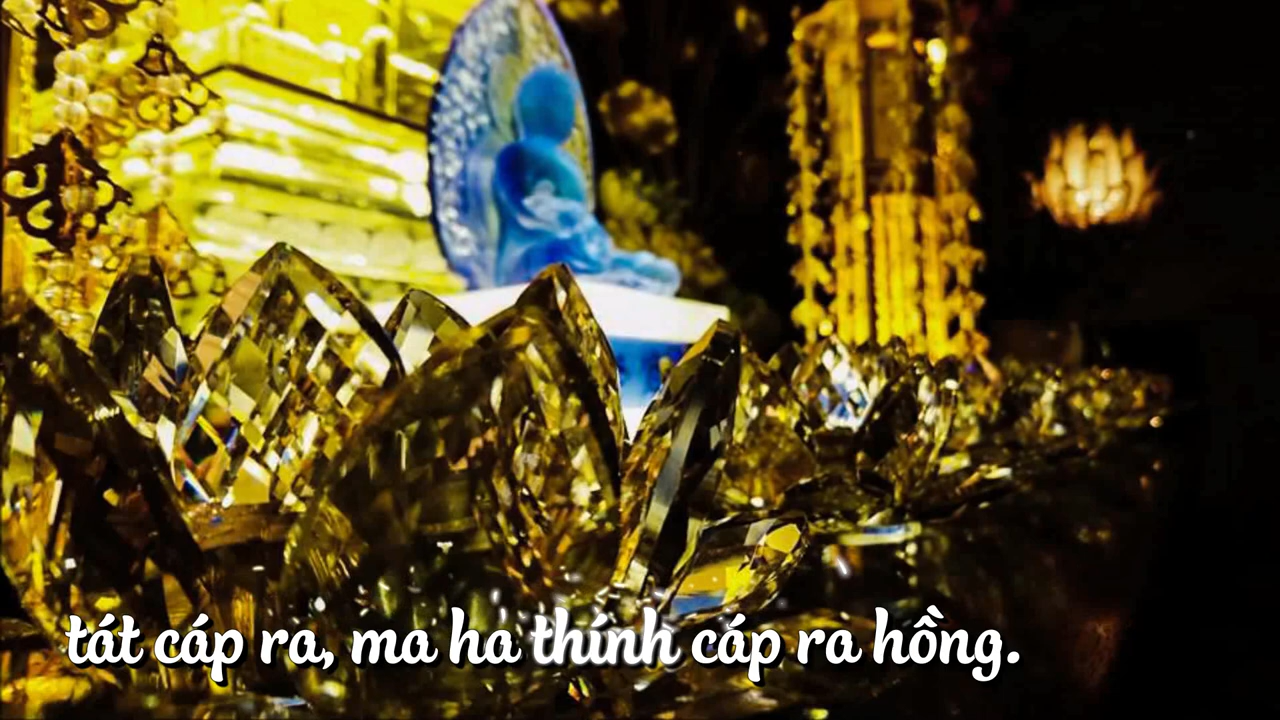 tát cáp ra, ma ha thính cáp ra hồng.